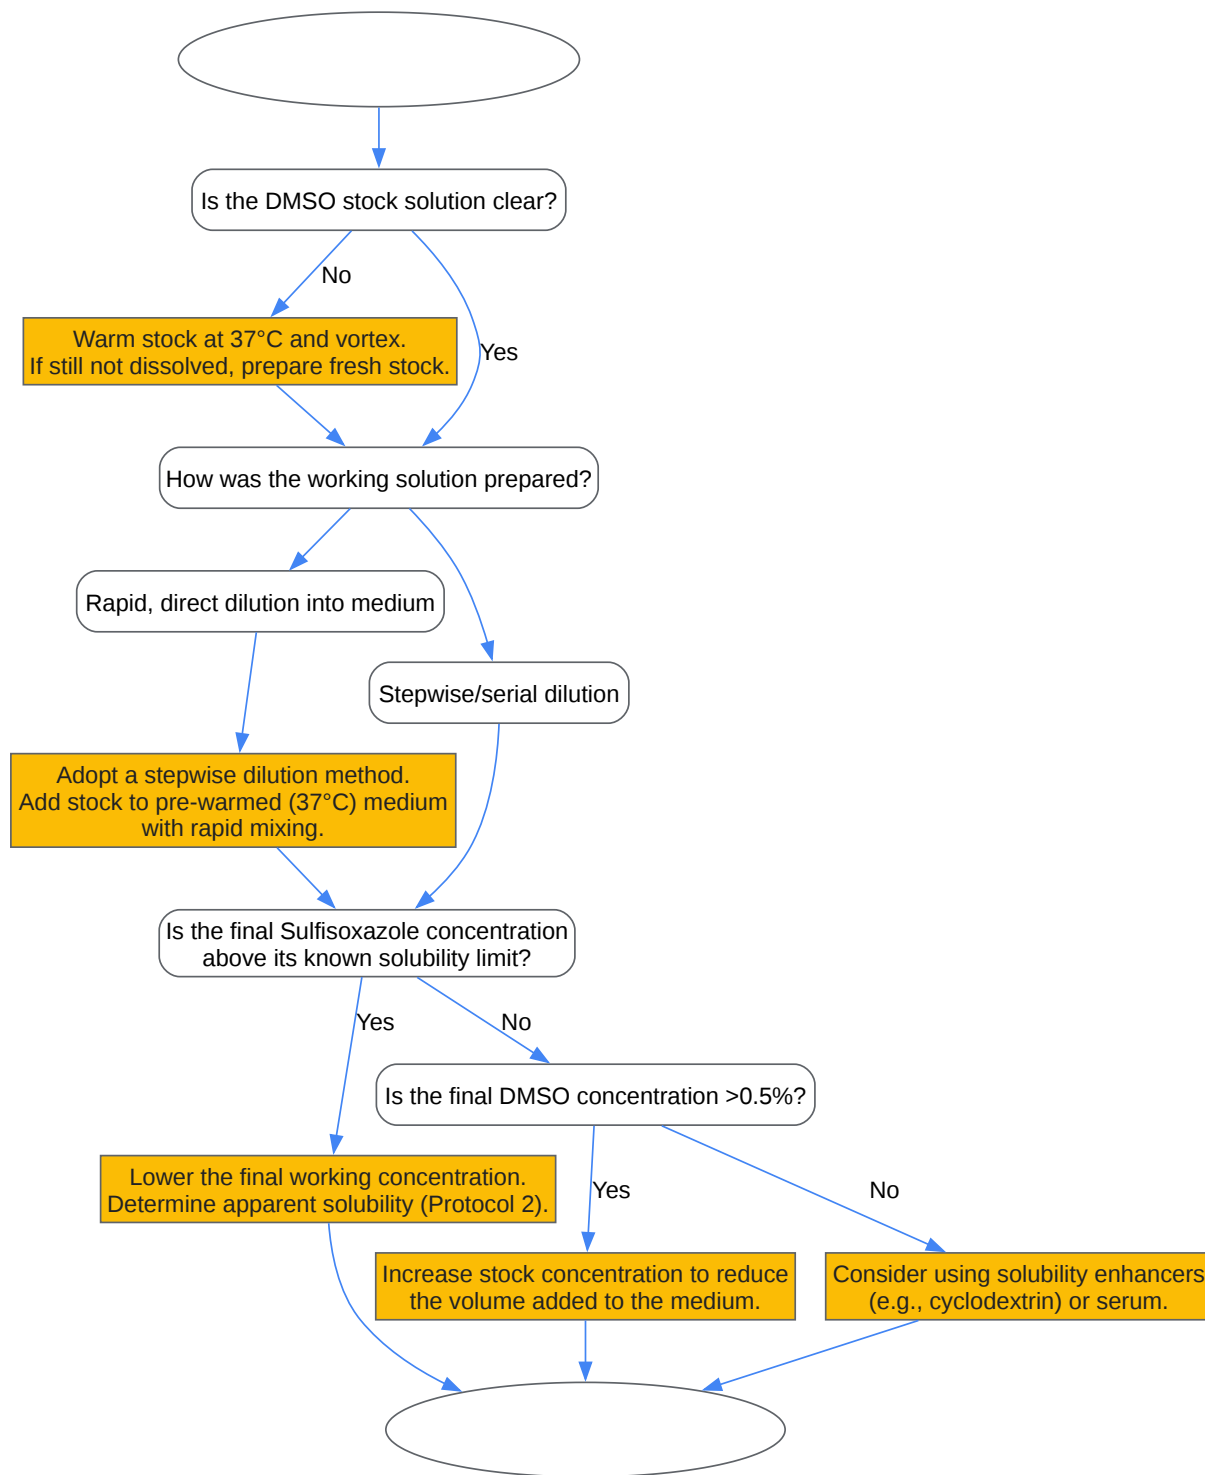 Is the DMSO stock solution clear?
No
Warm stock at 37°C and vortex.
If still not dissolved, prepare fresh stock.
Yes
How was the working solution prepared?
Rapid, direct dilution into medium
Stepwise/serial dilution
Adopt a stepwise dilution method.
Add stock to pre-warmed (37°C) medium
with rapid mixing.
Is the final Sulfisoxazole concentration
above its known solubility limit?
Yes
No
Is the final DMSO concentration >0.5%?
Lower the final working concentration.
Determine apparent solubility (Protocol 2).
Yes
No
Increase stock concentration to reduce
the volume added to the medium.
Consider using solubility enhancers
(e.g., cyclodextrin) or serum.